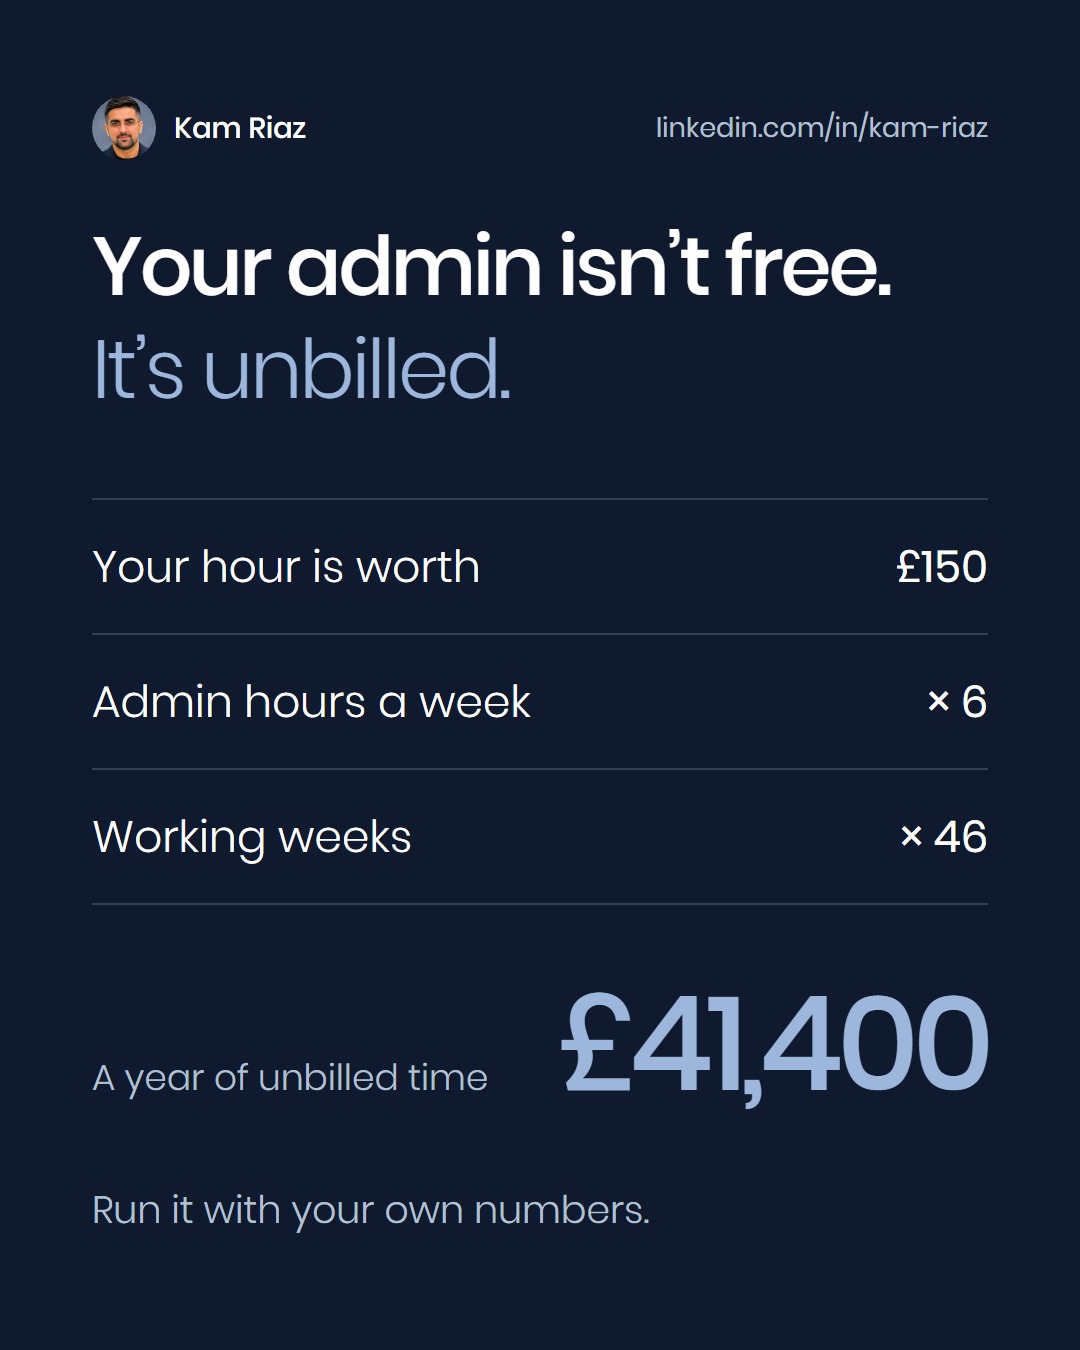 Kam Riaz
linkedin.com/in/kam-riaz
Your admin isn’t free.
It’s unbilled.
Your hour is worth £150
Admin hours a week × 6
Working weeks × 46
A year of unbilled time £41,400
Run it with your own numbers.